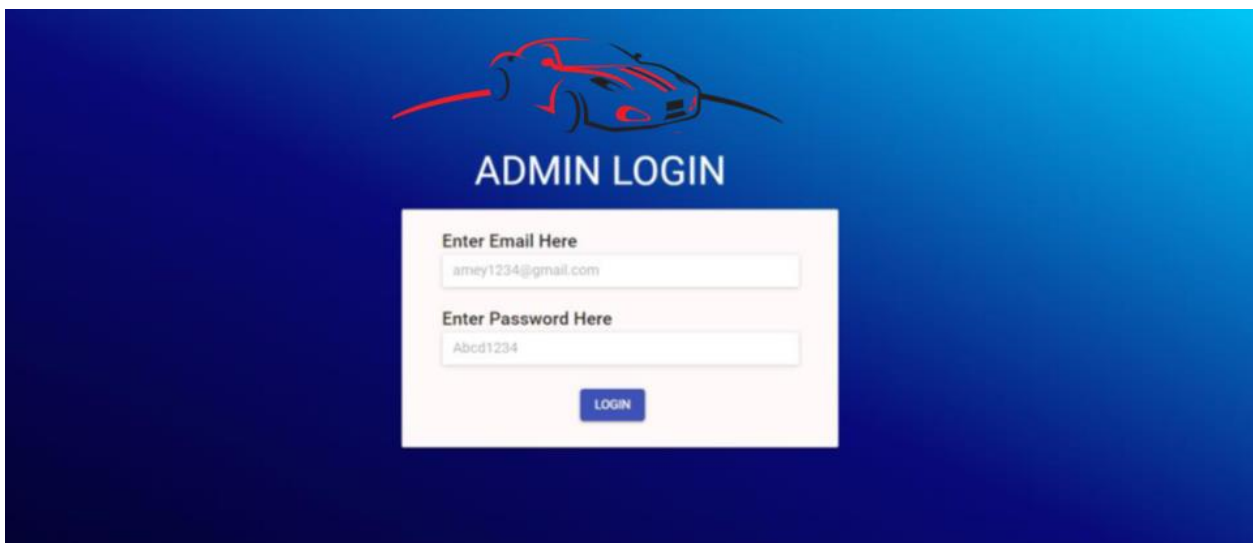 ADMIN LOGIN
Enter Email Here
amey1234@gmail.com
Enter Password Here
Abcd1234
LOGIN